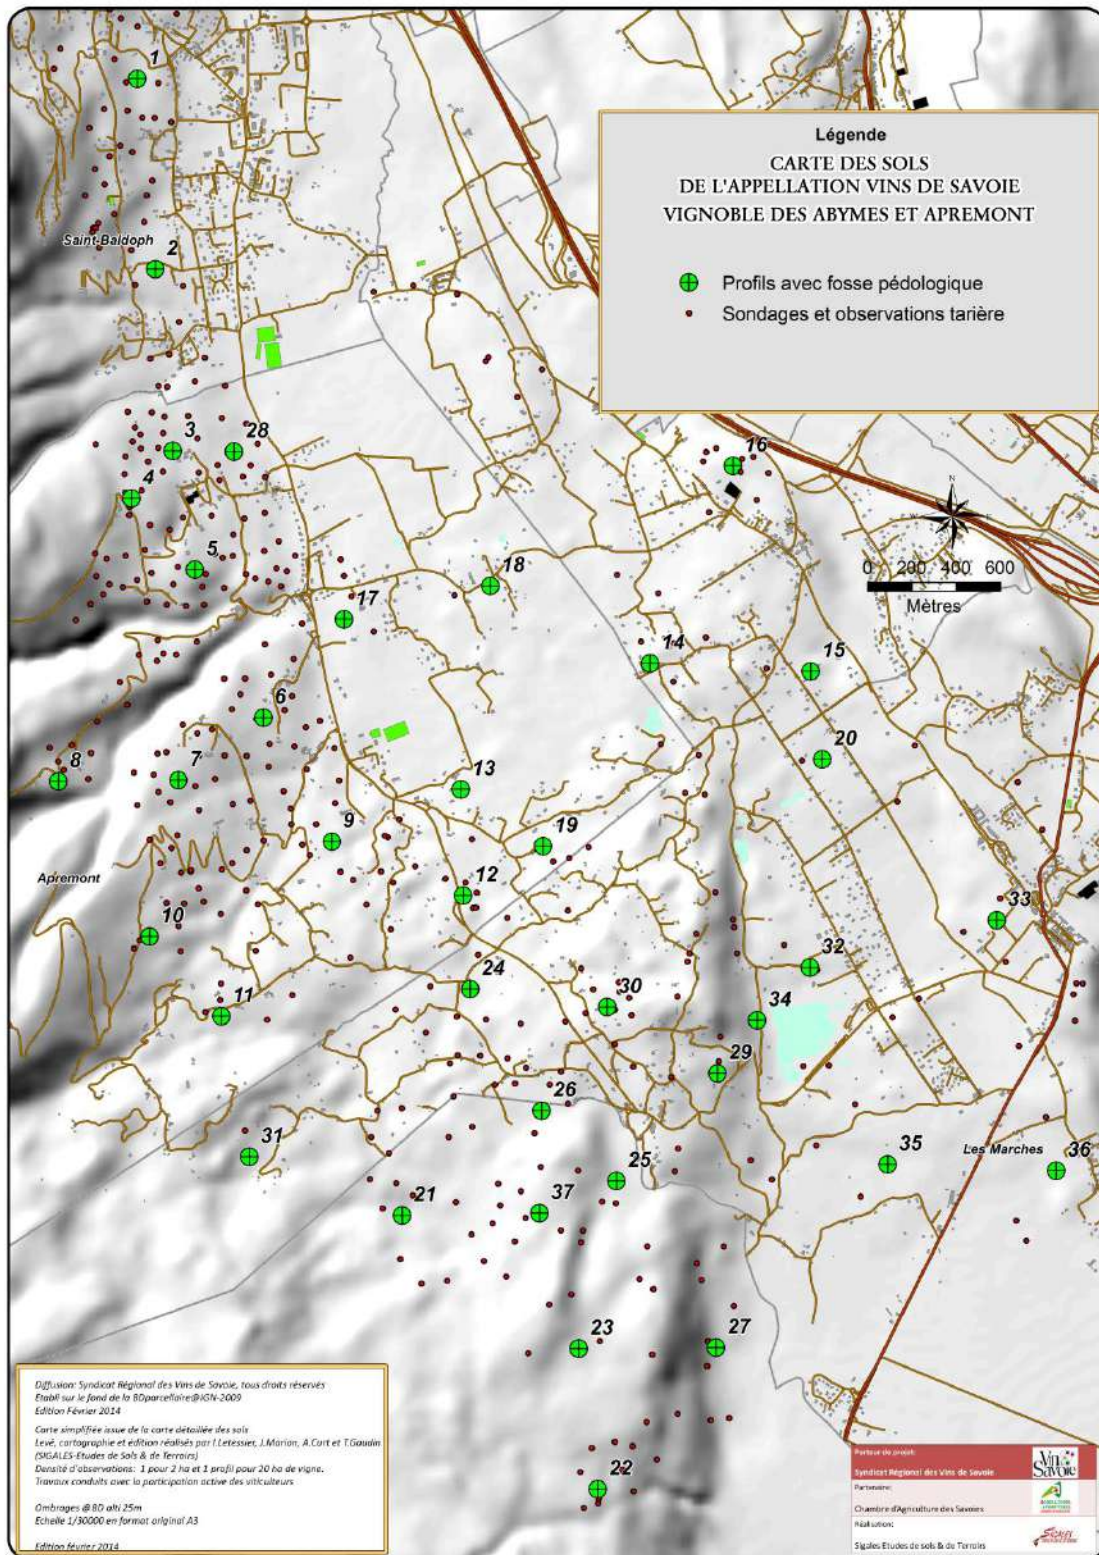 Légende
CARTE DES SOLS
DE L'APPELLATION VINS DE SAVOIE
VIGNOBLE DES ABYMES ET APREMONT
Profils avec fosse pédologique
Sondages et observations tarière
1
Saint-Baldoph
2
3
28
4
16
5
N
W
E
18
0 200 400 600
Mètres
17
14
15
6
20
8
7
13
9
19
Apremont
12
33
10
32
24
30
11
34
29
26
31
35
Les Marches
36
25
21
37
23
27
22
Diffusion: Syndicat Régional des Vins de Savoie, tous droits réservés
Etabli sur le fond de la BDparcellaire@IGN-2009
Edition Février 2014
Carte simplifiée issue de la carte détaillée des sols
Levé, cartographie et édition réalisés par I.Letessier, J.Marion, A.Cart et T.Gaudin
(SIGALES-Etudes de Sols & de Terroirs)
Densité d'observations: 1 pour 2 ha et 1 profil pour 20 ha de vigne.
Travaux conduits avec la participation active des viticulteurs
Ombrages @ BD alti 25m
Echelle 1/30000 en format original A3
Edition février 2014
Porteur de projet:
Syndicat Régional des Vins de Savoie
Vin de Savoie
Partenaire:
Chambre d'Agriculture des Savoies
Réalisation:
Sigales Etudes de sols & de Terroirs